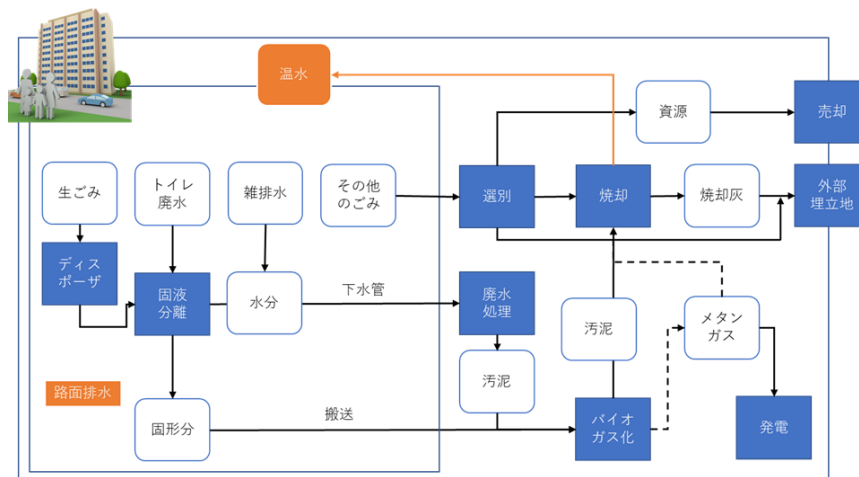 温水
資源
売却
生ごみ
トイレ
廃水
雑排水
その他
のごみ
選別
焼却
焼却灰
外部
埋立地
ディス
ポーザ
固液
分離
水分
下水管
廃水
処理
汚泥
メタン
ガス
汚泥
路面排水
固形分
搬送
バイオ
ガス化
発電